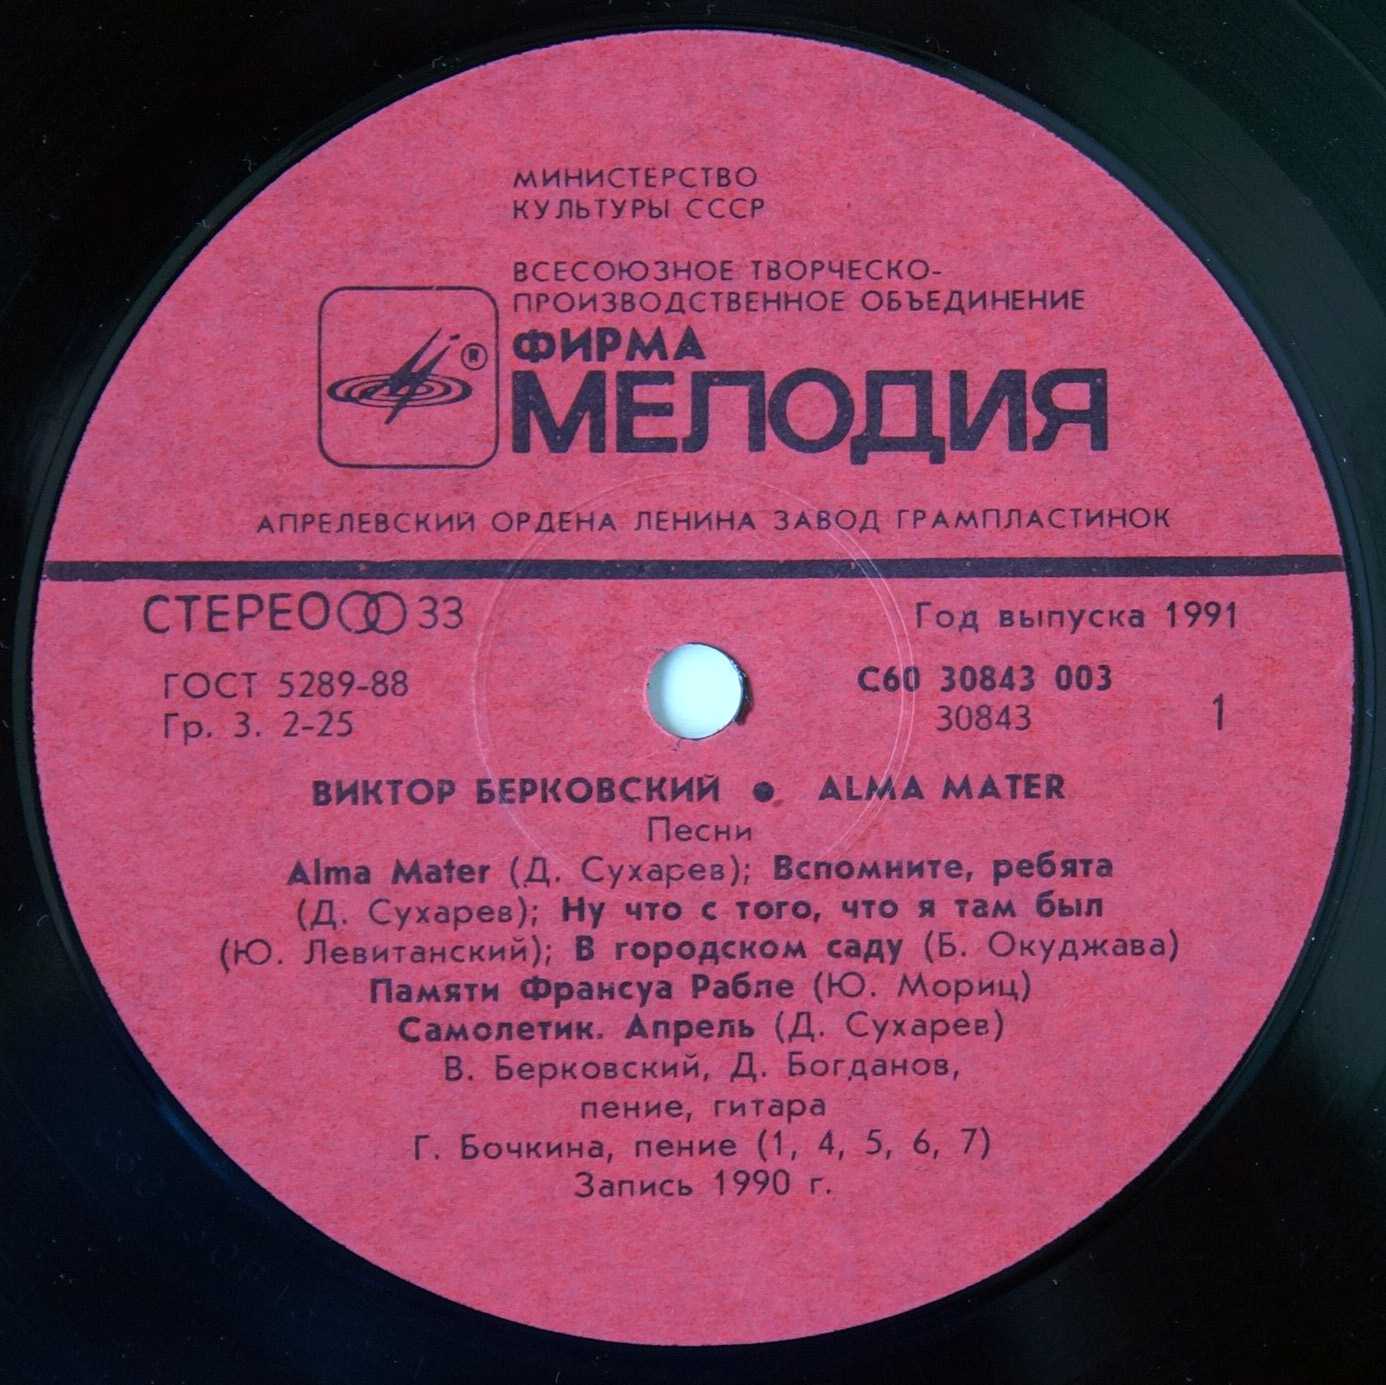 МИНИСТЕРСТВО
КУЛЬТУРЫ СССР
ВСЕСОЮЗНОЕ ТВОРЧЕСКО-
ПРОИЗВОДСТВЕННОЕ ОБЪЕДИНЕНИЕ
ФИРМА
®
МЕЛОДИЯ
АПРЕЛЕВСКИЙ ОРДЕНА ЛЕНИНА ЗАВОД ГРАМПЛАСТИНОК
СТЕРЕО 33
Год выпуска 1991
ГОСТ 5289-88
С60 30843 003
Гр. 3. 2-25
30843
1
ВИКТОР БЕРКОВСКИЙ ● ALMA MATER
Песни
Alma Mater (Д. Сухарев); Вспомните, ребята
(Д. Сухарев); Ну что с того, что я там был
(Ю. Левитанский); В городском саду (Б. Окуджава)
Памяти Франсуа Рабле (Ю. Мориц)
Самолетик. Апрель (Д. Сухарев)
В. Берковский, Д. Богданов,
пение, гитара
Г. Бочкина, пение (1, 4, 5, 6, 7)
Запись 1990 г.